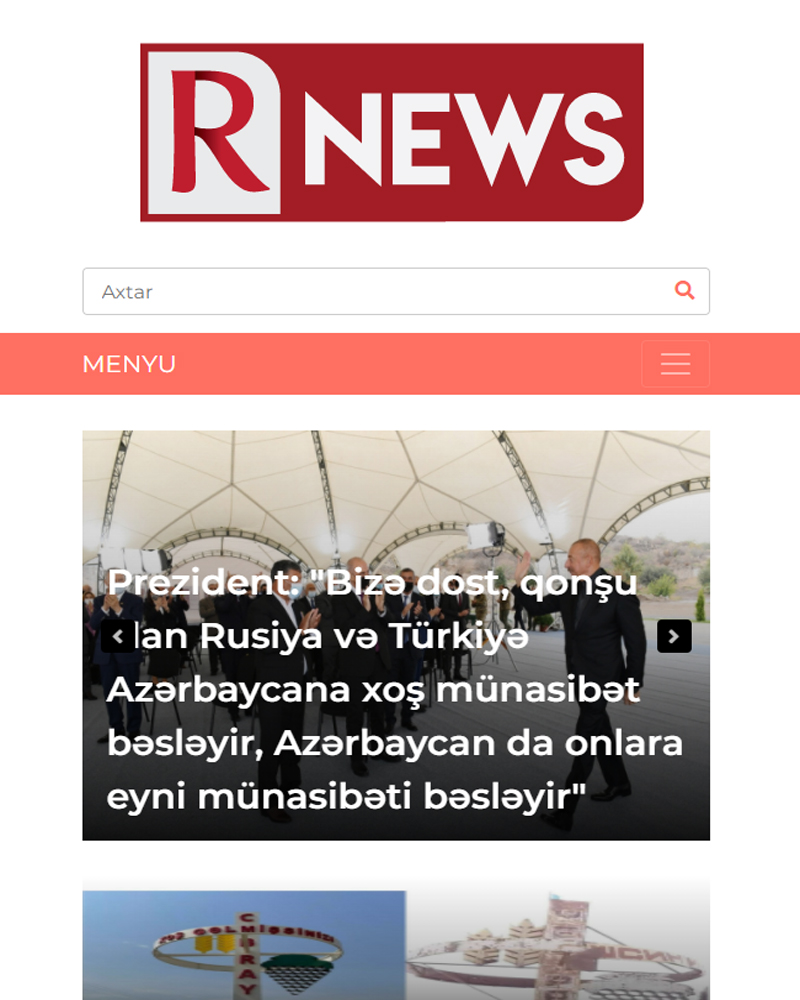 R NEWS
Axtar
MENYU
Prezident: "Bizə dost, qonşu
lan Rusiya və Türkiyə
Azərbaycana xoş münasibət
bəsləyir, Azərbaycan da onlara
eyni münasibəti bəsləyir"